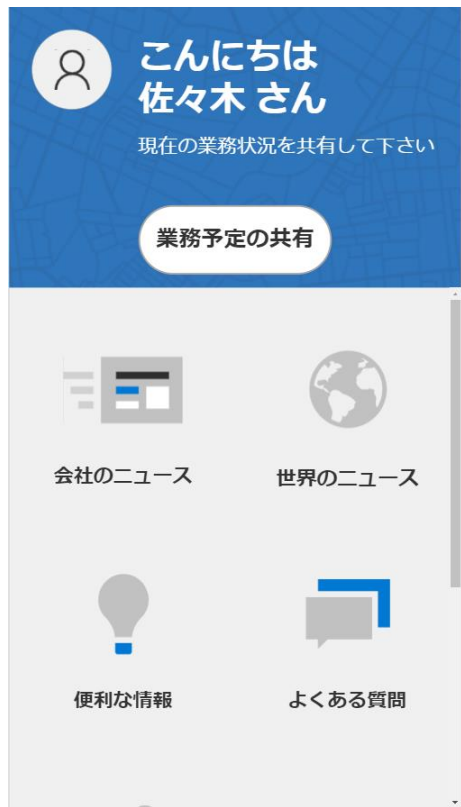 こんにちは
佐々木 さん
現在の業務状況を共有して下さい
業務予定の共有
会社のニュース
世界のニュース
便利な情報
よくある質問